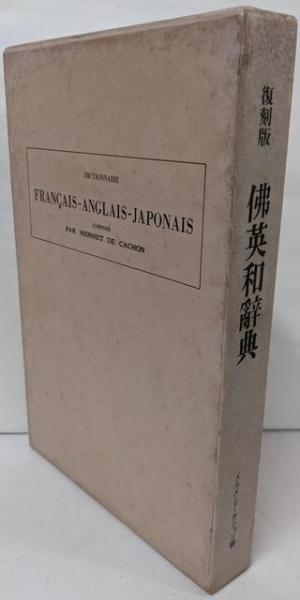 DICTIONNAIRE
FRANÇAIS-ANGLAIS-JAPONAIS
COMPOSÉ
PAR MERMET DE CACHON
復刻版
佛英和辭典